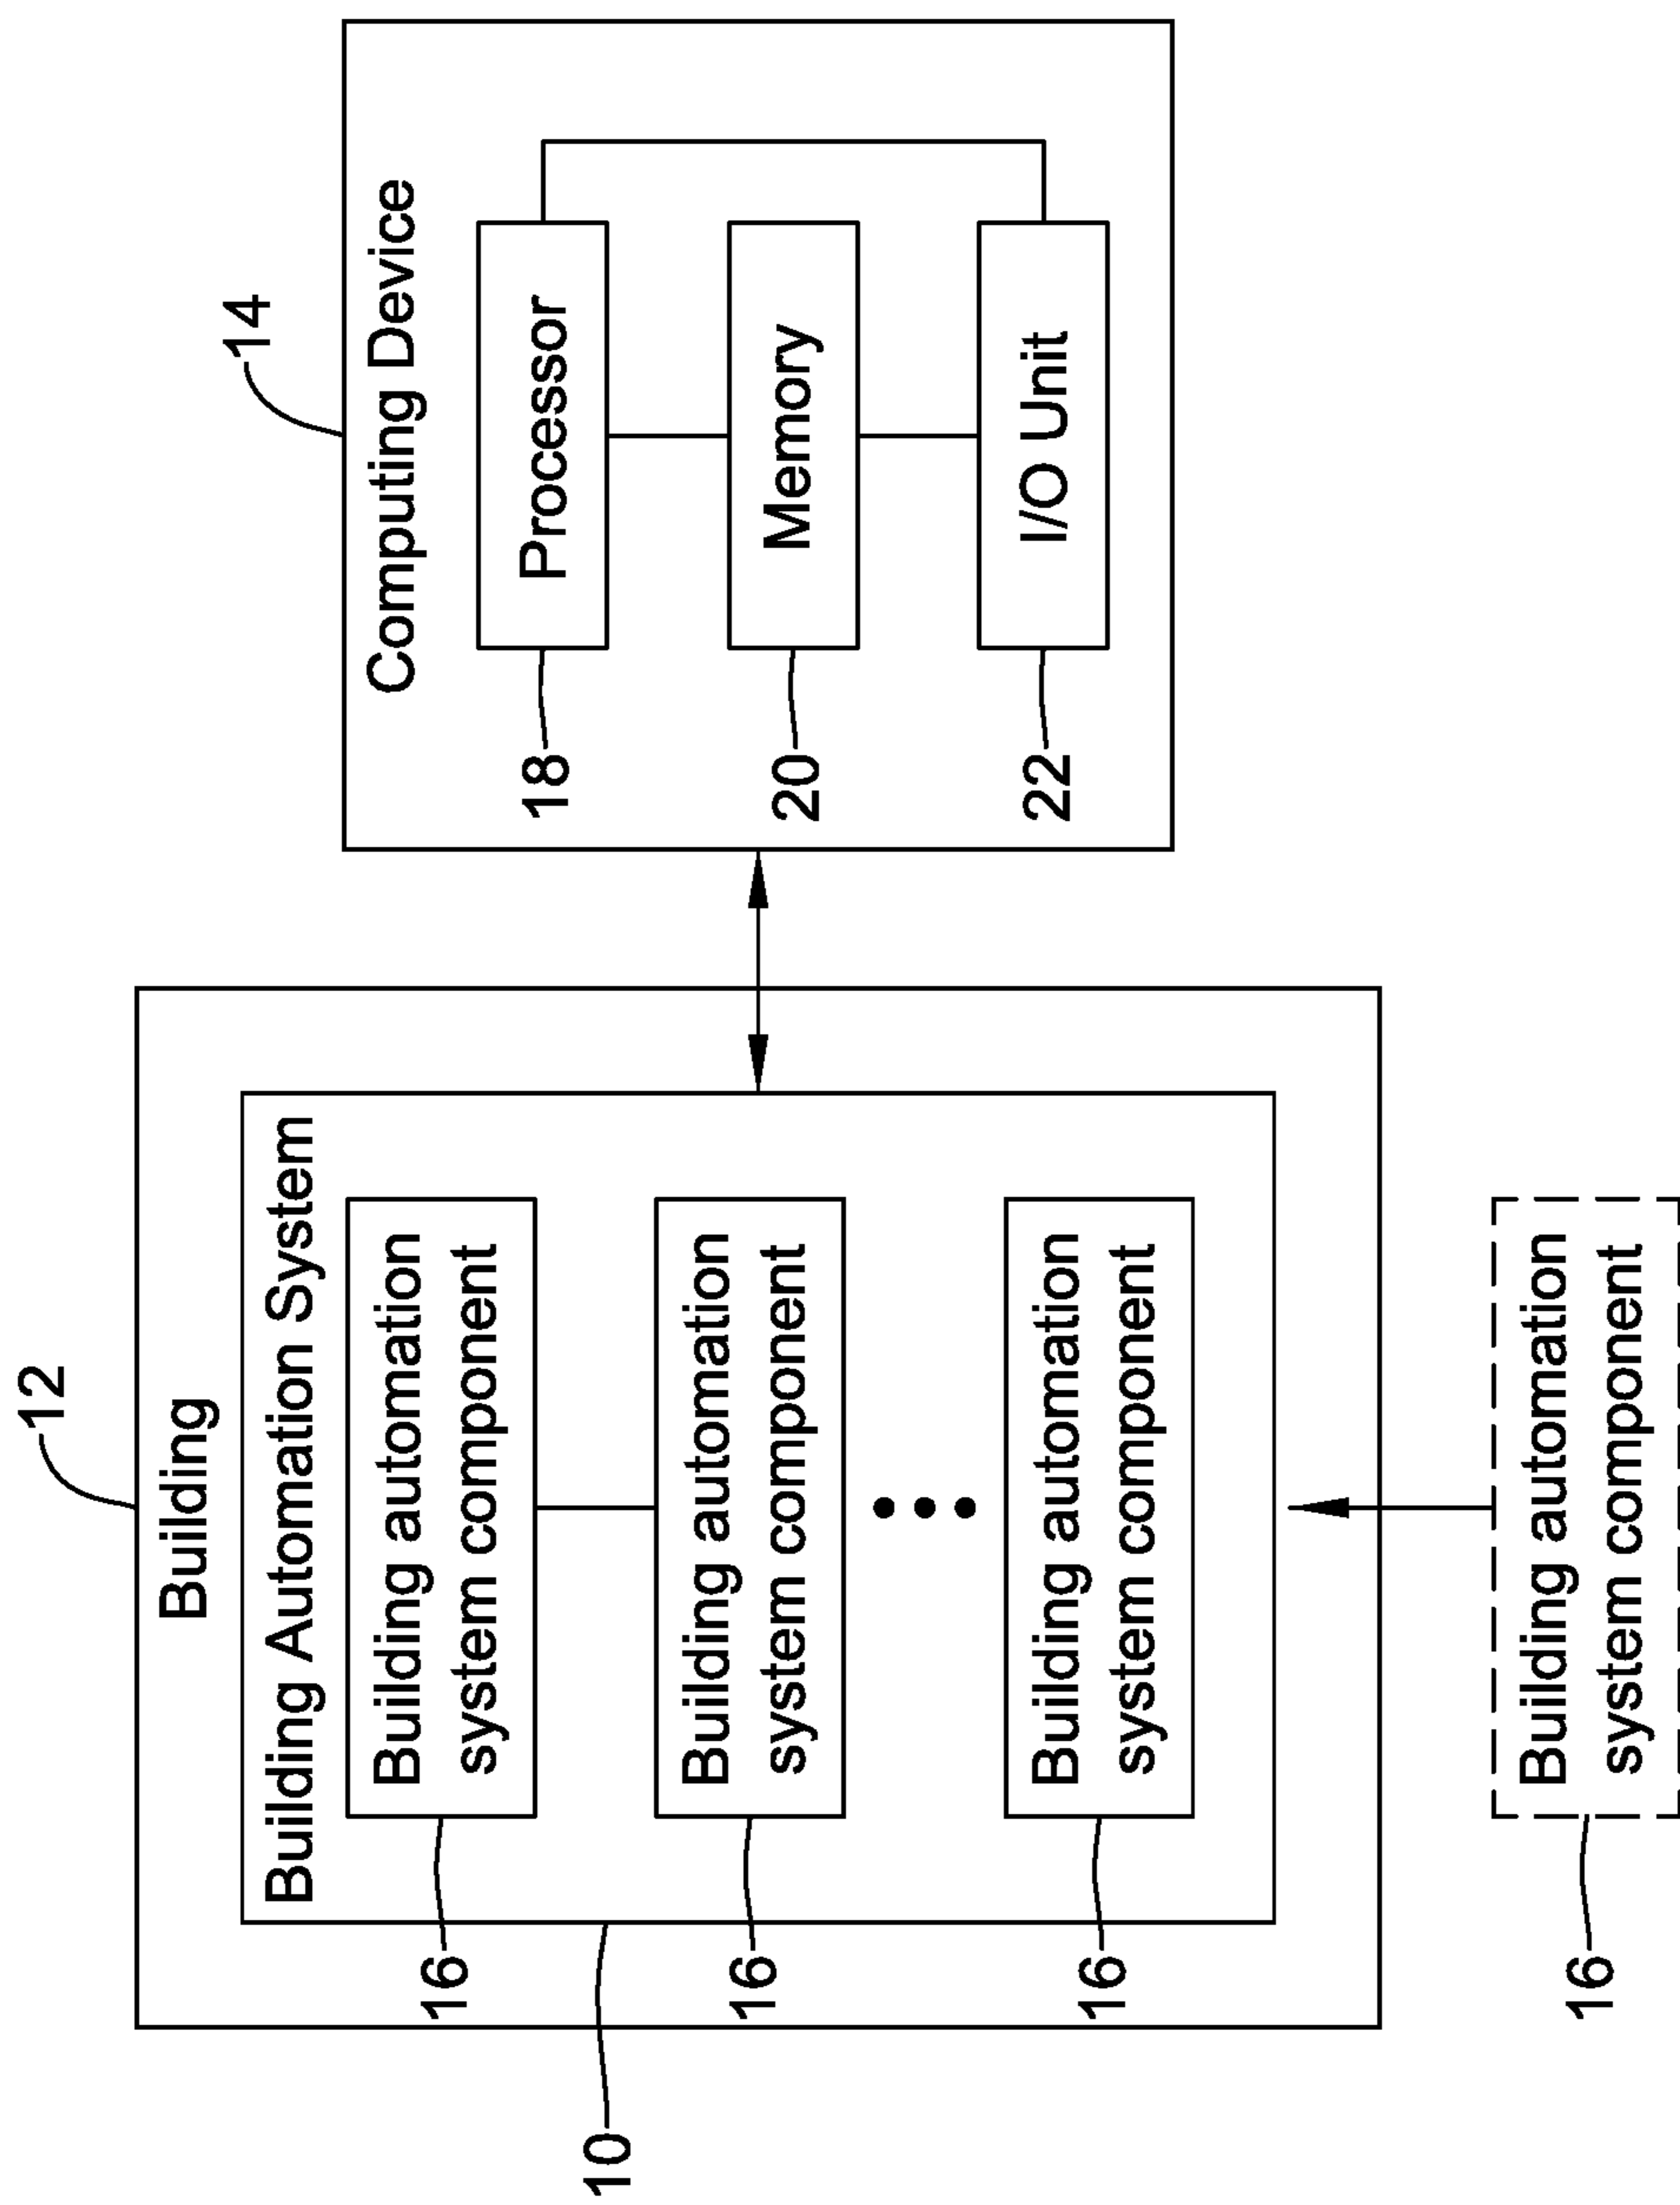 12
Building
Building Automation System
Building automation
system component
16
Building automation
system component
16
Building automation
system component
16
10
Building automation
system component
16
14
Computing Device
Processor
18
Memory
20
I/O Unit
22